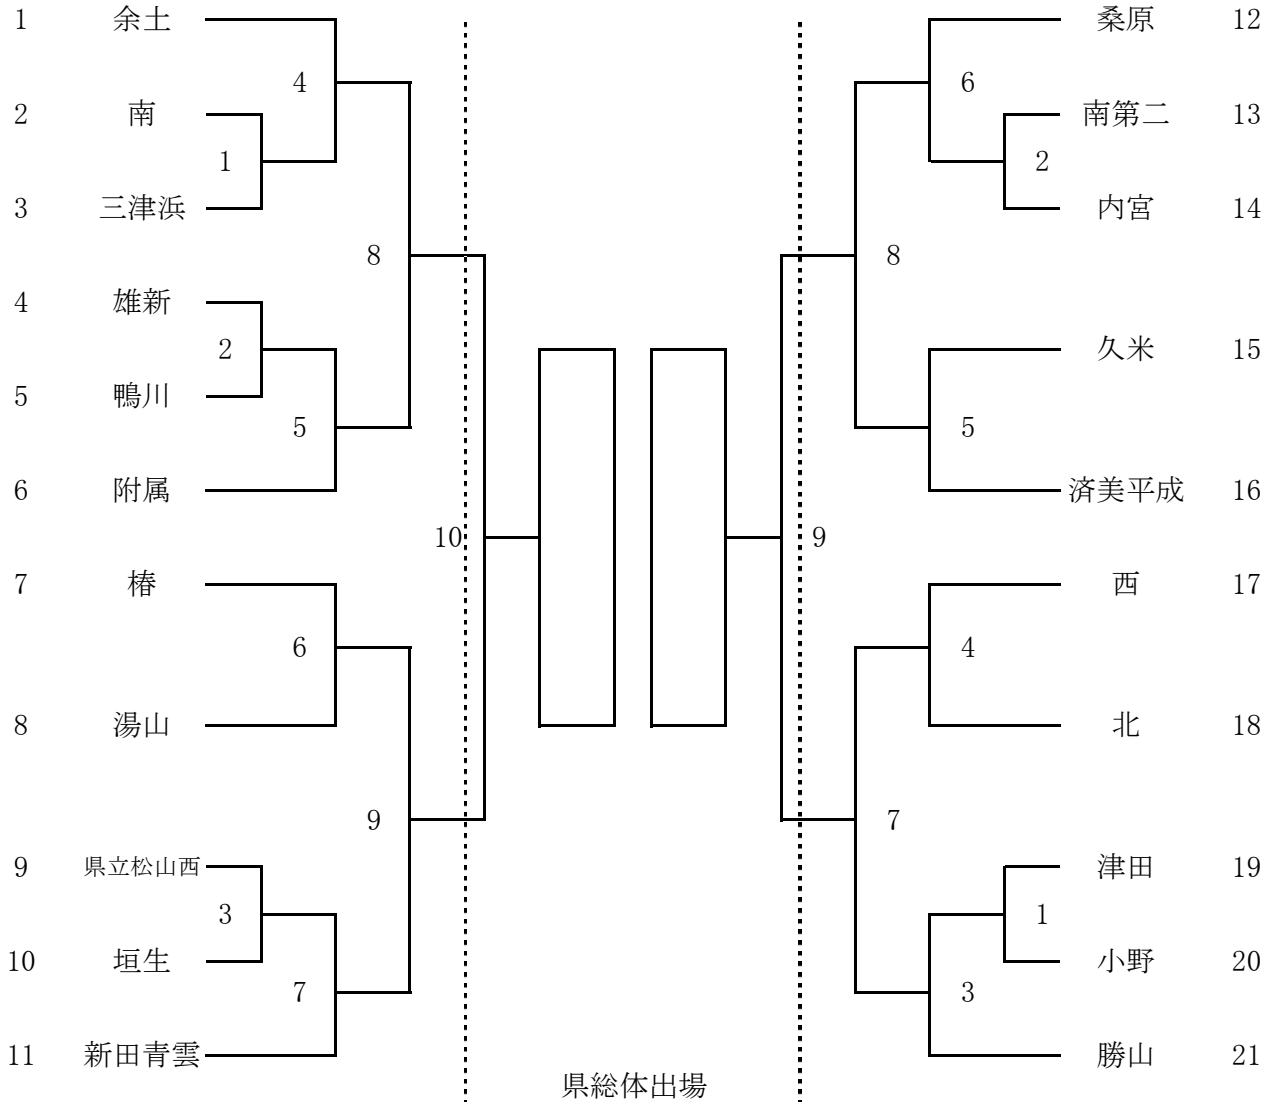 1 余土
4
2 南
1
3 三津浜
8
4 雄新
2
5 鴨川
5
6 附属
10
7 椿
6
8 湯山
9
9 県立松山西
3
10 垣生
7
11 新田青雲
桑原 12
6
南第二 13
2
内宮 14
8
久米 15
5
済美平成 16
9
西 17
4
北 18
7
津田 19
1
小野 20
3
勝山 21
県総体出場